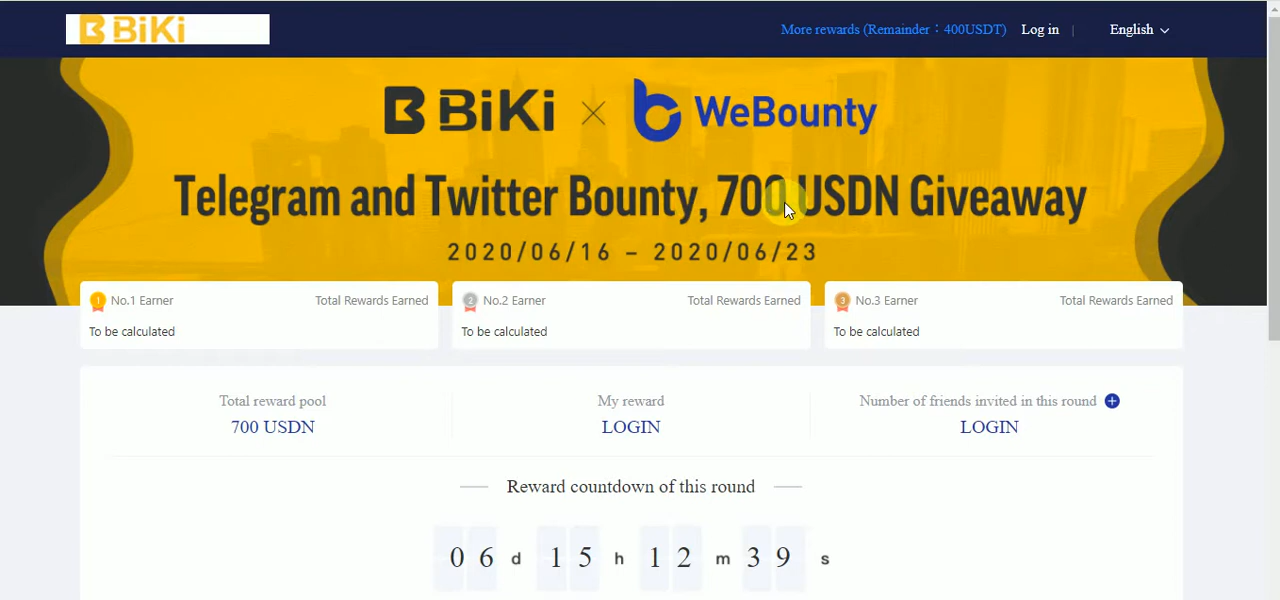 BiKi
More rewards (Remainder：400USDT) Log in | English
BiKi × WeBounty
Telegram and Twitter Bounty, 700 USDN Giveaway
2020/06/16 – 2020/06/23
1 No.1 Earner Total Rewards Earned
To be calculated
2 No.2 Earner Total Rewards Earned
To be calculated
3 No.3 Earner Total Rewards Earned
To be calculated
Total reward pool
700 USDN
My reward
LOGIN
Number of friends invited in this round
LOGIN
Reward countdown of this round
06 d 15 h 12 m 39 s